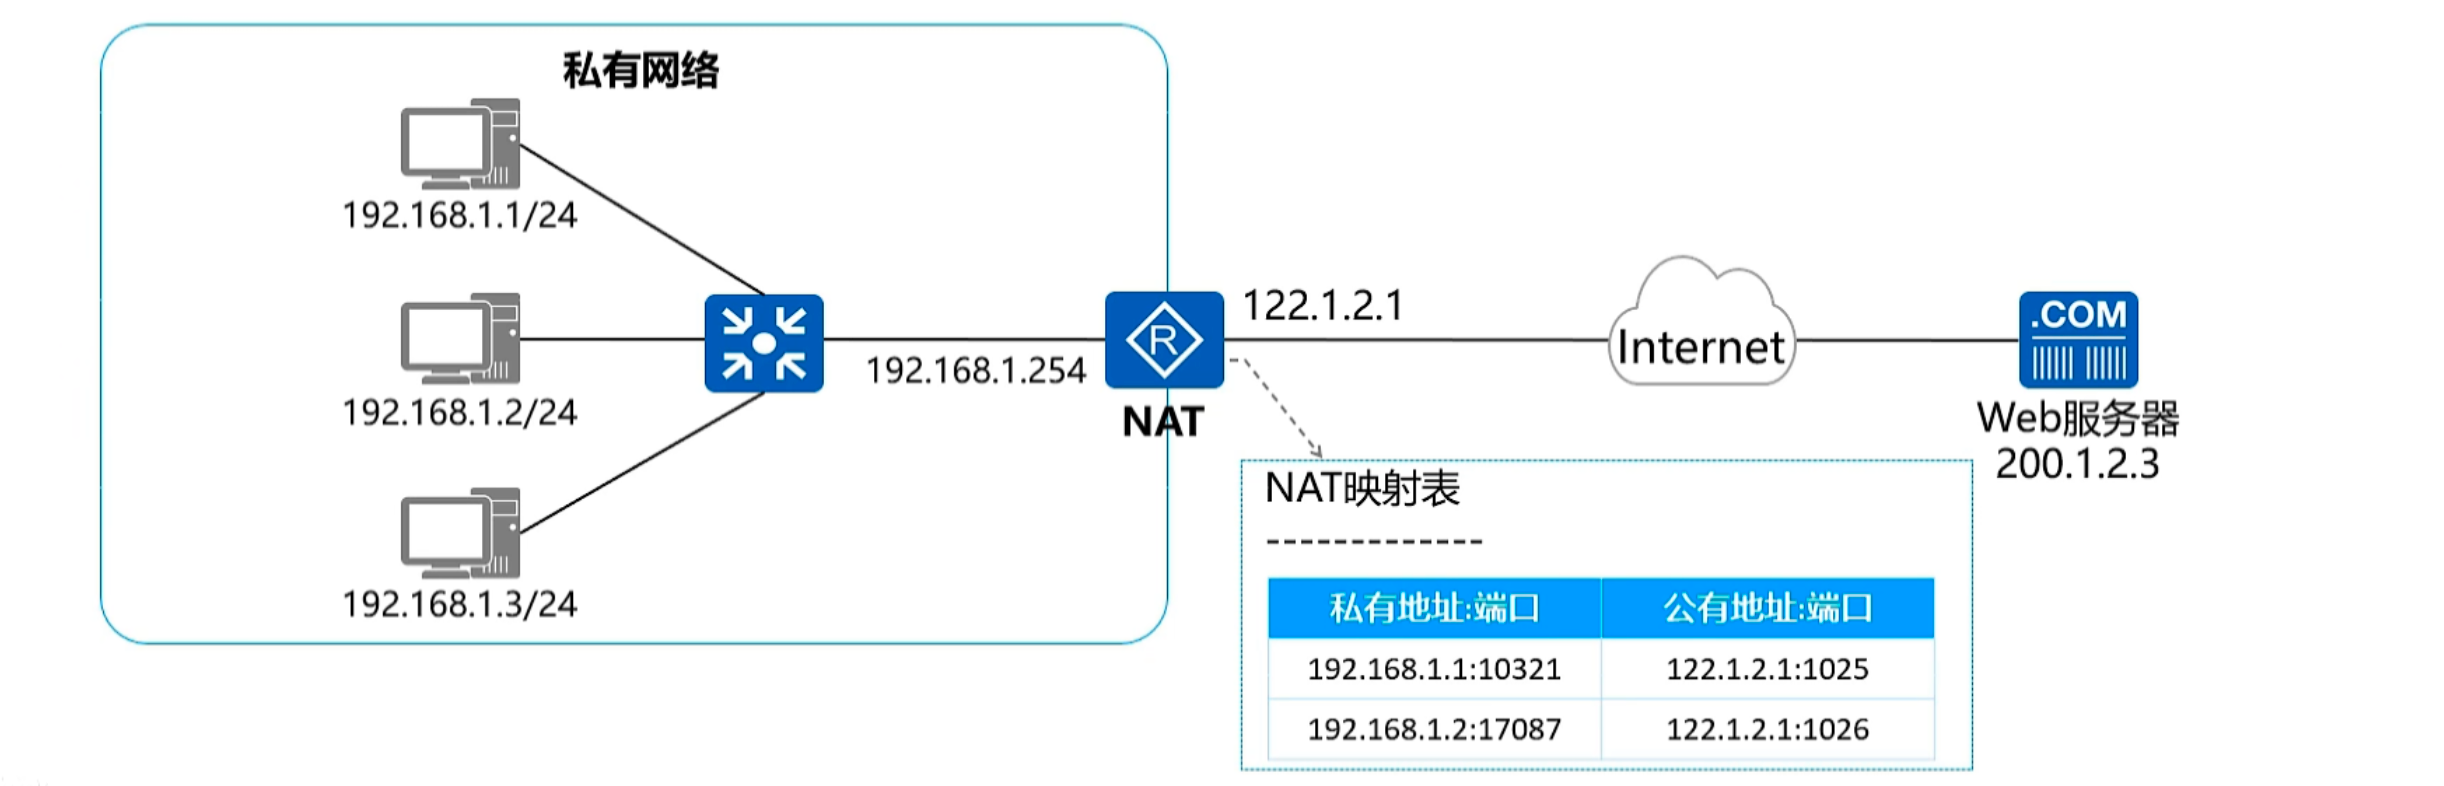 私有网络
192.168.1.1/24
192.168.1.2/24
192.168.1.3/24
192.168.1.254
NAT
122.1.2.1
R
Internet
.COM
Web服务器
200.1.2.3
NAT映射表
-------------
私有地址:端口 公有地址:端口
192.168.1.1:10321 122.1.2.1:1025
192.168.1.2:17087 122.1.2.1:1026